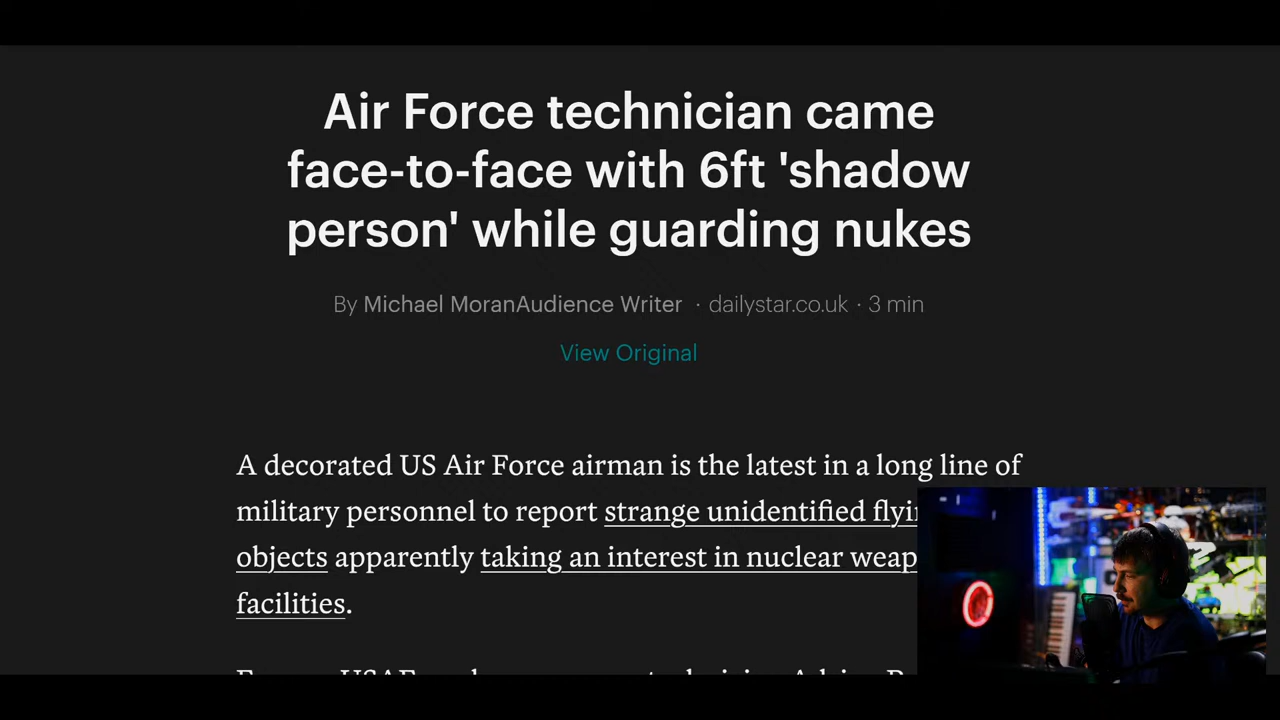 Air Force technician came
face-to-face with 6ft 'shadow
person' while guarding nukes
By Michael MoranAudience Writer · dailystar.co.uk · 3 min
View Original
A decorated US Air Force airman is the latest in a long line of
military personnel to report strange unidentified
objects apparently taking an interest in nuclear
facilities.